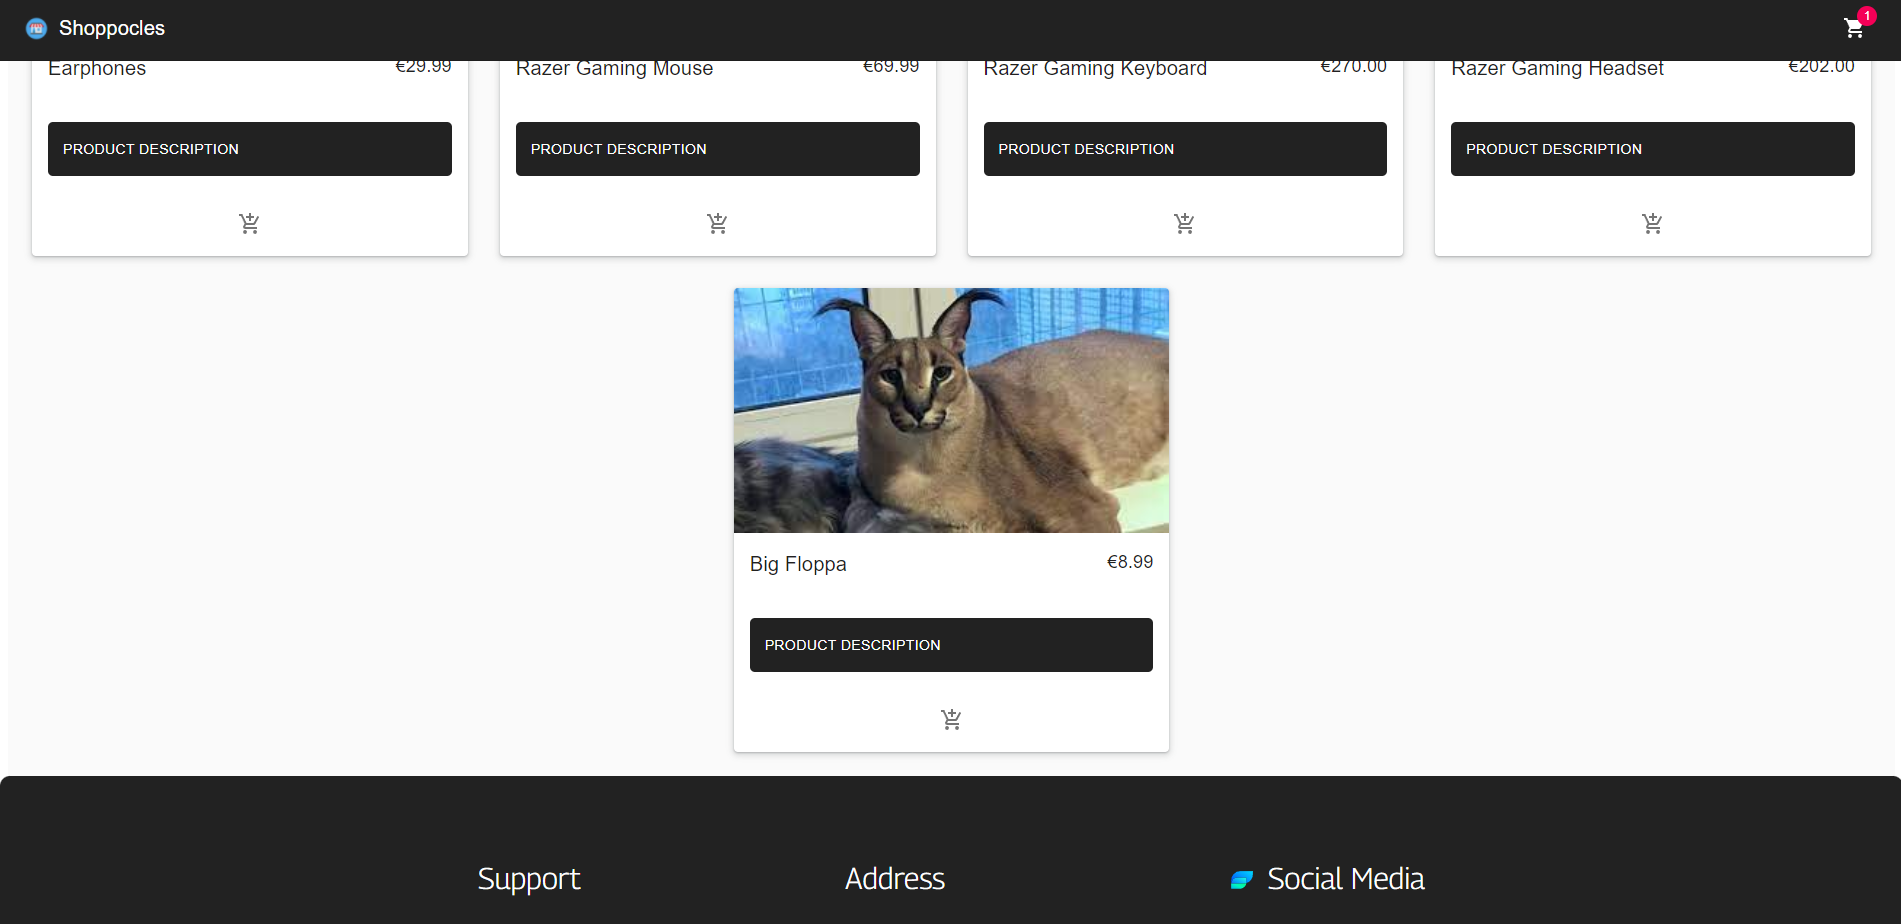 Shoppocles
1
Earphones €29.99
Razer Gaming Mouse €69.99
Razer Gaming Keyboard €270.00
Razer Gaming Headset €202.00
PRODUCT DESCRIPTION
PRODUCT DESCRIPTION
PRODUCT DESCRIPTION
PRODUCT DESCRIPTION
Big Floppa €8.99
PRODUCT DESCRIPTION
Support
Address
Social Media